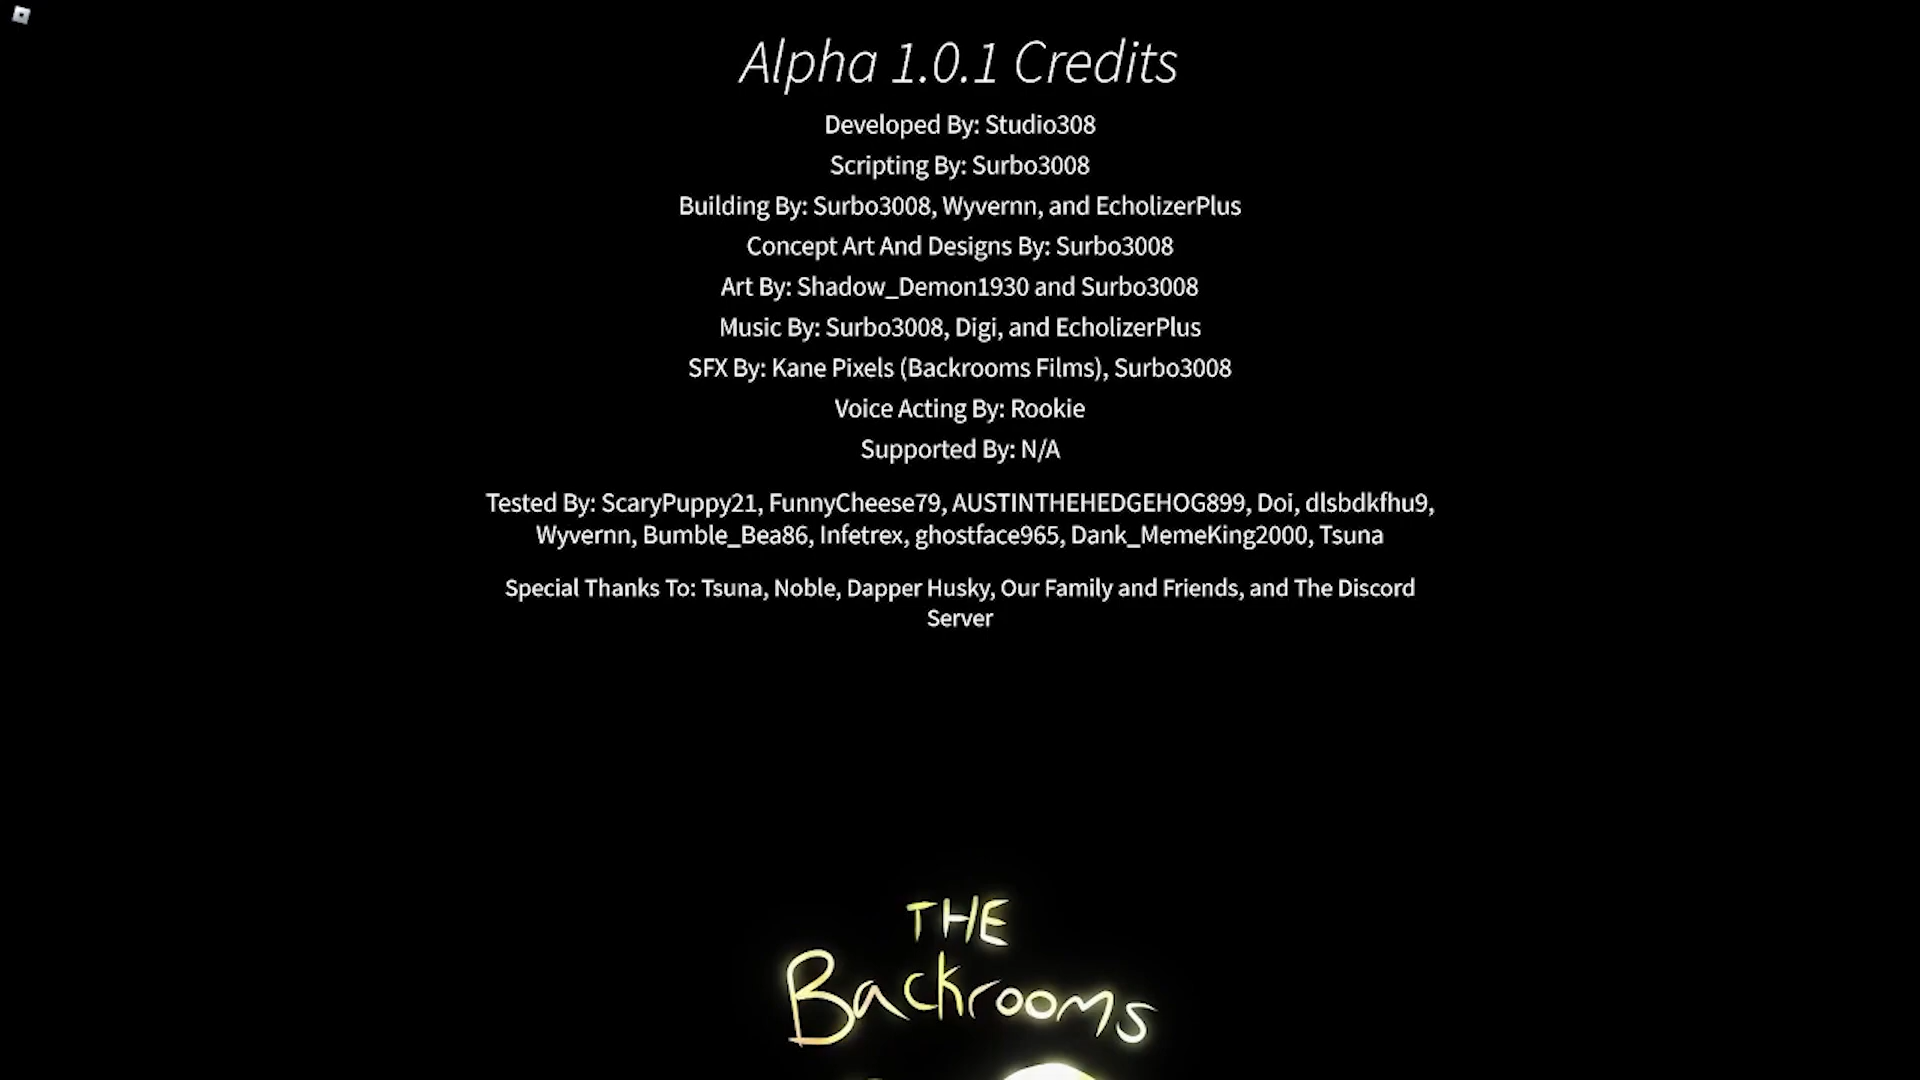 Alpha 1.0.1 Credits
Developed By: Studio308
Scripting By: Surbo3008
Building By: Surbo3008, Wyvernn, and EcholizerPlus
Concept Art And Designs By: Surbo3008
Art By: Shadow_Demon1930 and Surbo3008
Music By: Surbo3008, Digi, and EcholizerPlus
SFX By: Kane Pixels (Backrooms Films), Surbo3008
Voice Acting By: Rookie
Supported By: N/A
Tested By: ScaryPuppy21, FunnyCheese79, AUSTINTHEHEDGEHOG899, Doi, dlsbdkfhu9,
Wyvernn, Bumble_Bea86, Infetrex, ghostface965, Dank_MemeKing2000, Tsuna
Special Thanks To: Tsuna, Noble, Dapper Husky, Our Family and Friends, and The Discord
Server
THE
Backrooms